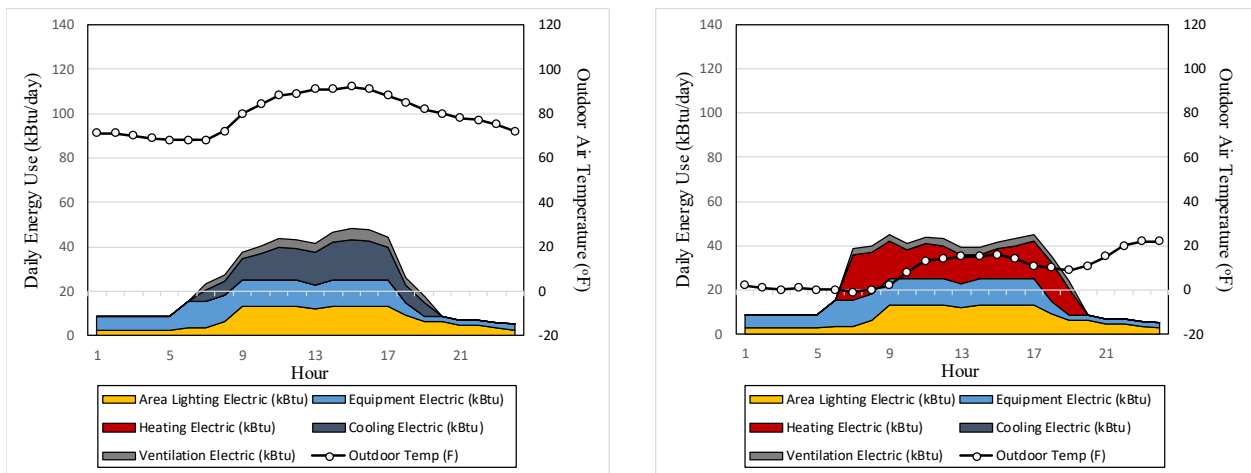 140
120
100
80
60
40
20
0
Daily Energy Use (kBtu/day)
120
100
80
60
40
20
0
-20
Outdoor Air Temperature (°F)
1 5 9 13 17 21
Hour
Area Lighting Electric (kBtu) Equipment Electric (kBtu)
Heating Electric (kBtu) Cooling Electric (kBtu)
Ventilation Electric (kBtu) Outdoor Temp (F)
140
120
100
80
60
40
20
0
Daily Energy Use (kBtu/day)
120
100
80
60
40
20
0
-20
Outdoor Air Temperature (°F)
1 5 9 13 17 21
Hour
Area Lighting Electric (kBtu) Equipment Electric (kBtu)
Heating Electric (kBtu) Cooling Electric (kBtu)
Ventilation Electric (kBtu) Outdoor Temp (F)